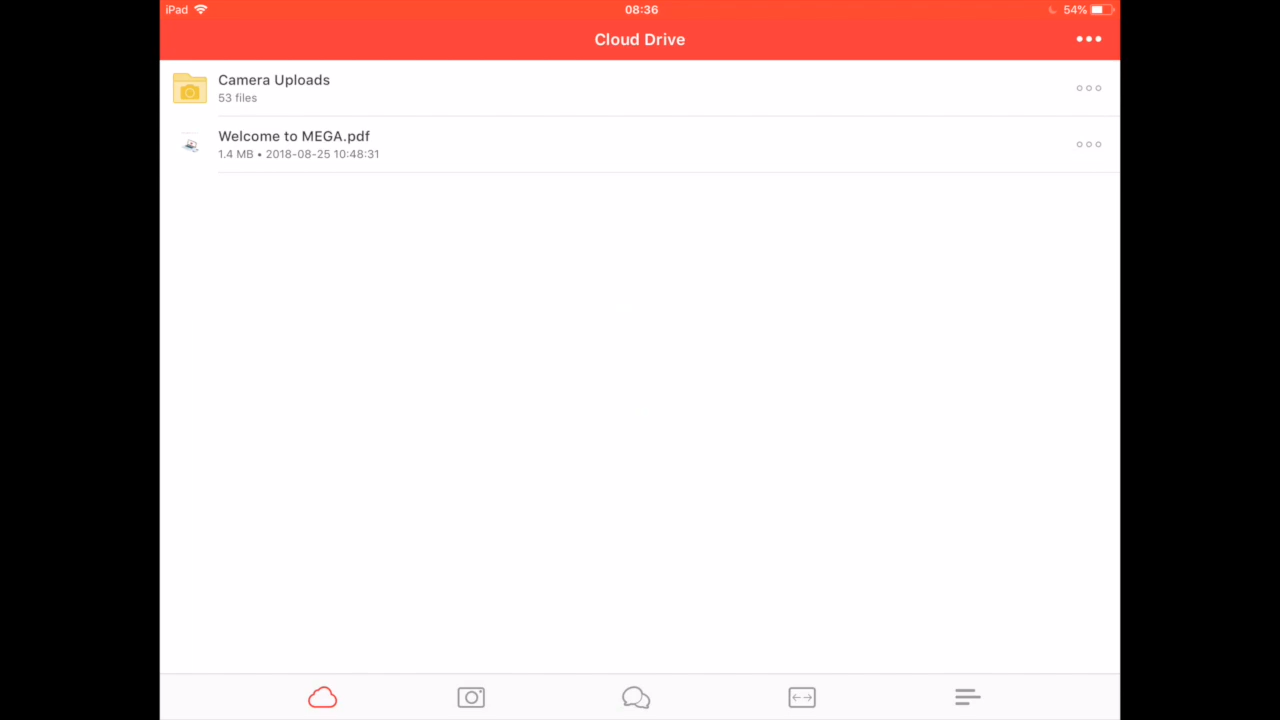 iPad 08:36 54%
Cloud Drive
Camera Uploads
53 files
Welcome to MEGA.pdf
1.4 MB • 2018-08-25 10:48:31